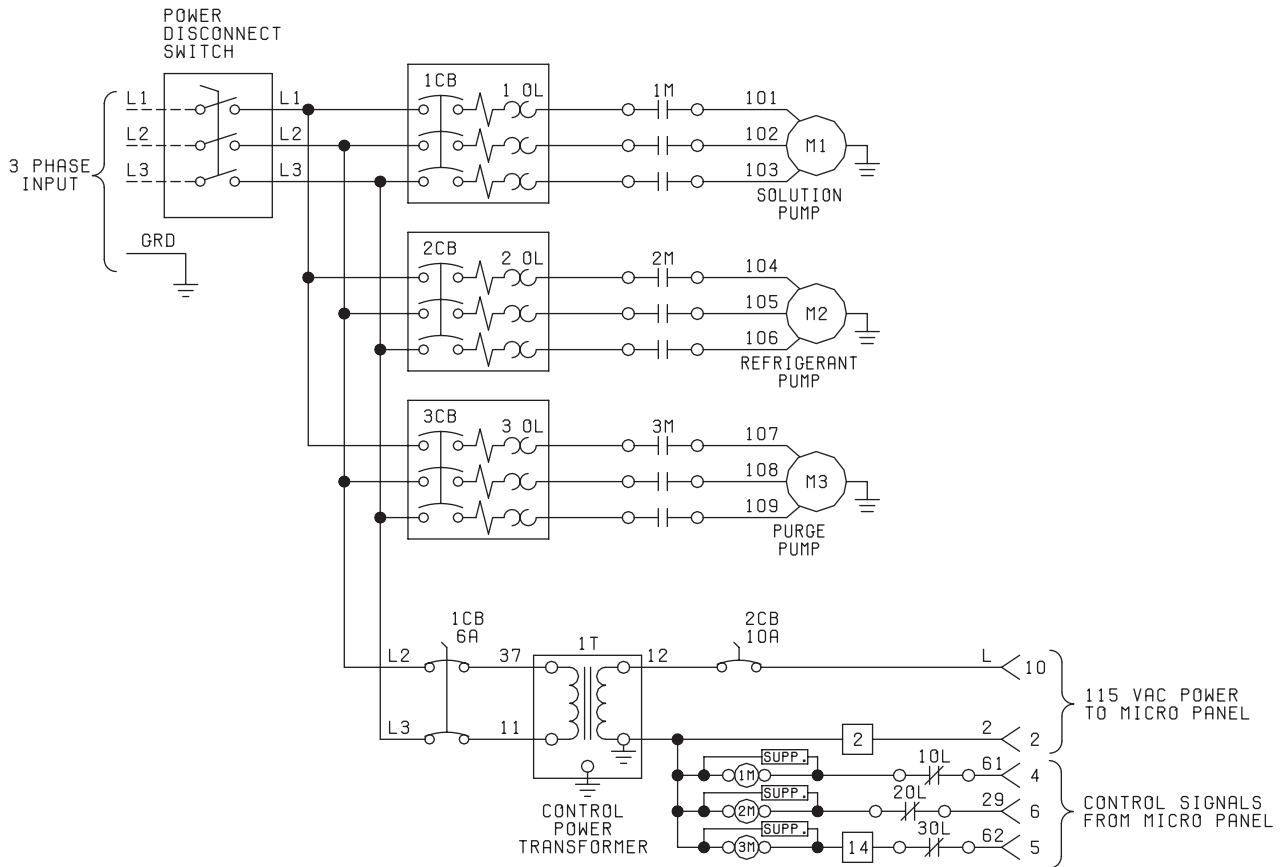 POWER
DISCONNECT
SWITCH
3 PHASE
INPUT
L1
L2
L3
GRD
L1
L2
L3
1CB
1 OL
1M
101
102
103
M1
SOLUTION
PUMP
2CB
2 OL
2M
104
105
106
M2
REFRIGERANT
PUMP
3CB
3 OL
3M
107
108
109
M3
PURGE
PUMP
1CB
6A
L2
L3
37
11
1T
12
CONTROL
POWER
TRANSFORMER
2CB
10A
L
10
2
2
2
115 VAC POWER
TO MICRO PANEL
SUPP.
1M
1OL
61
4
SUPP.
2M
2OL
29
6
SUPP.
3M
14
3OL
62
5
CONTROL SIGNALS
FROM MICRO PANEL